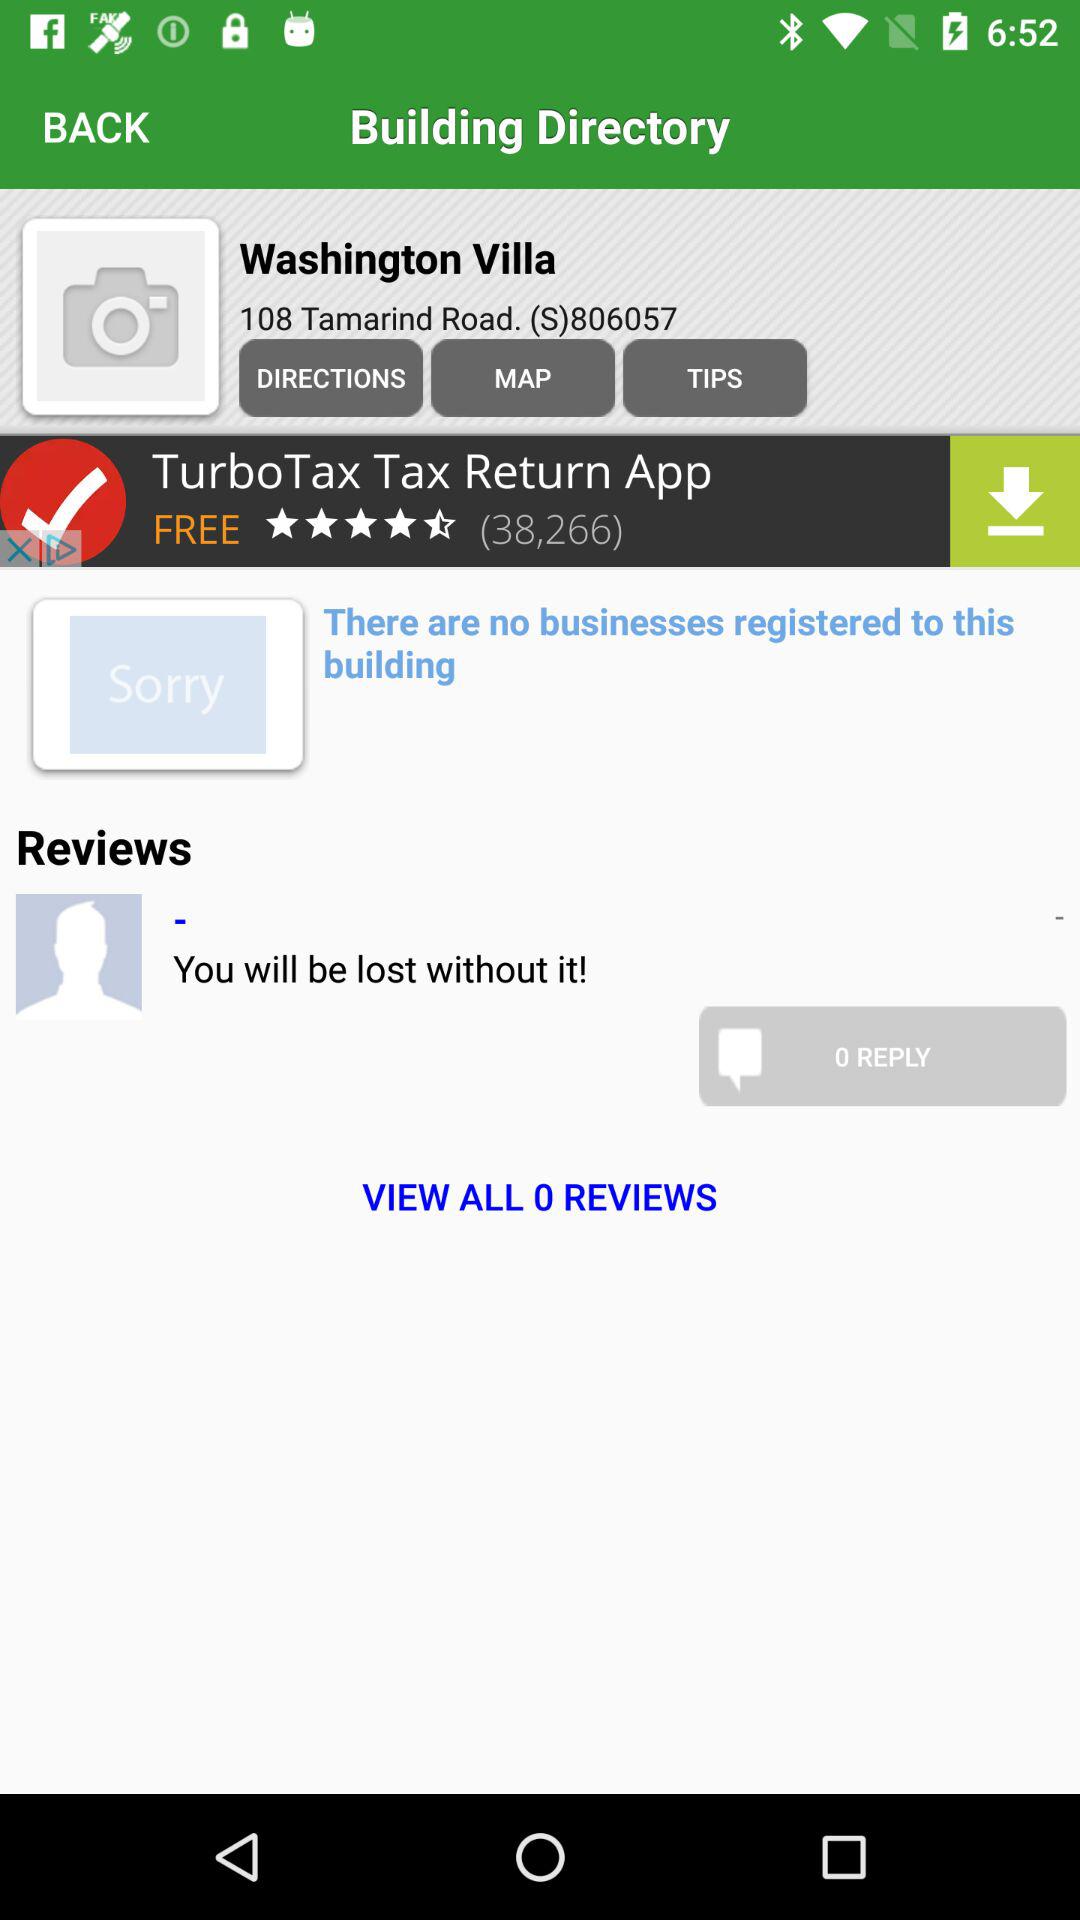 FAK
6:52
BACK
Building Directory
Washington Villa
108 Tamarind Road. (S)806057
DIRECTIONS
MAP
TIPS
TurboTax Tax Return App
FREE (38,266)
Sorry
There are no businesses registered to this
building
Reviews
-
-
You will be lost without it!
0 REPLY
VIEW ALL 0 REVIEWS